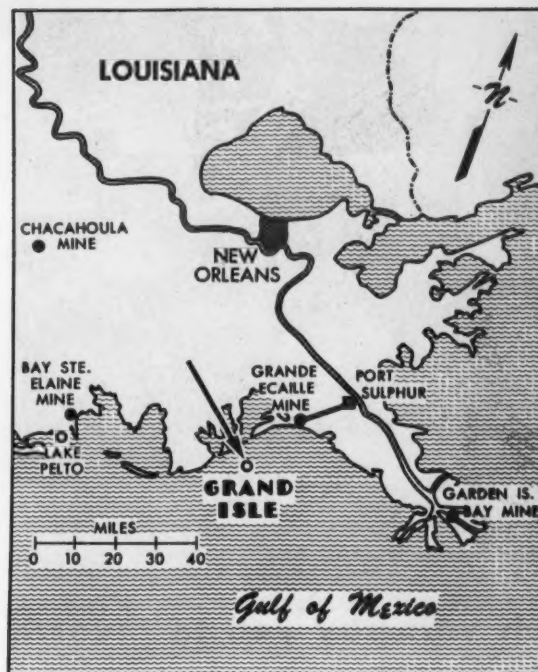 LOUISIANA
N
CHACAHOULA
MINE
NEW
ORLEANS
BAY STE.
ELAINE
MINE
GRANDE
ECAILLE
MINE
PORT
SULPHUR
LAKE
PELTO
GRAND
ISLE
GARDEN IS.
BAY MINE
MILES
0 10 20 30 40
Gulf of Mexico